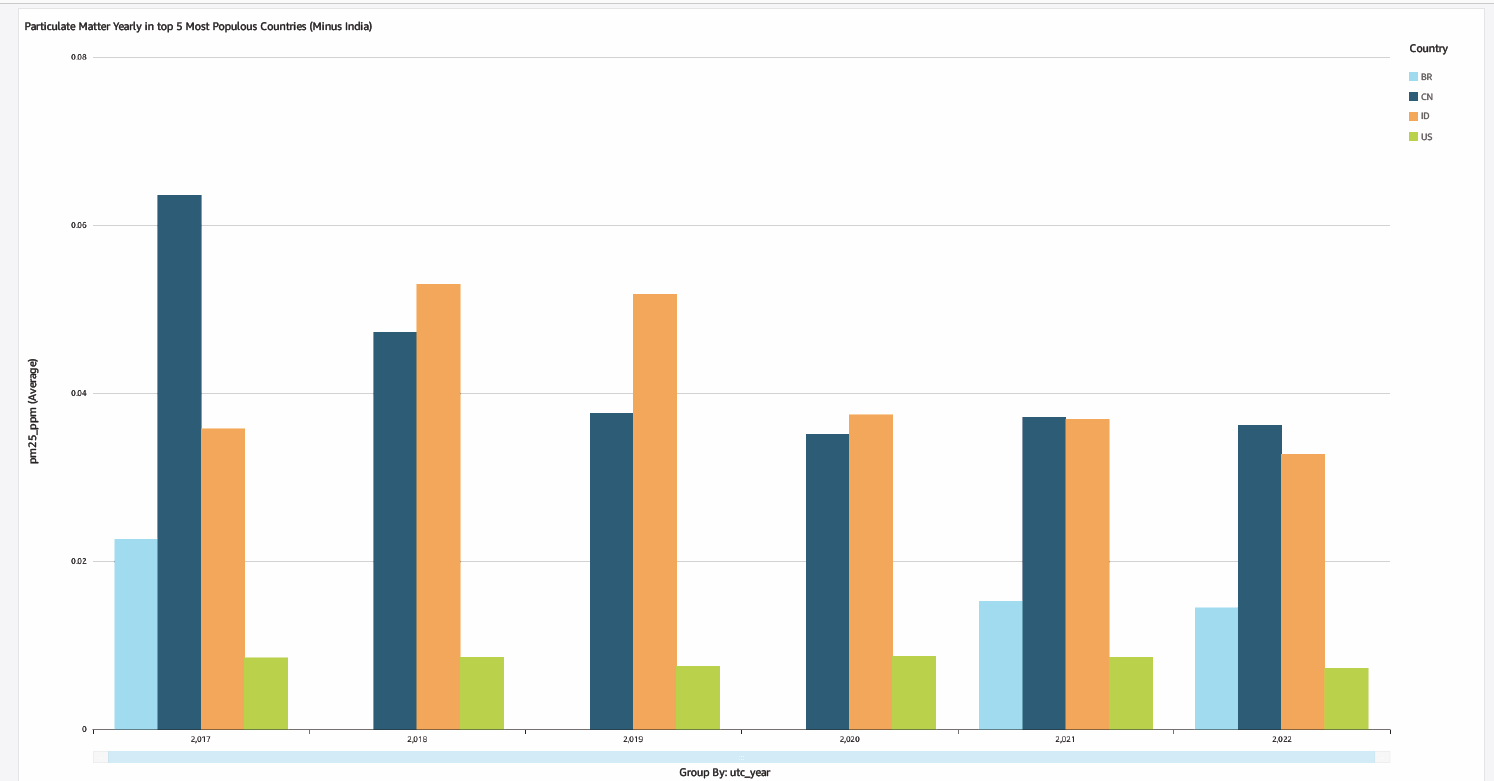 Particulate Matter Yearly in top 5 Most Populous Countries (Minus India)
Country
BR
CN
ID
US
0.08
0.06
0.04
0.02
0
pm25_ppm (Average)
2,017 2,018 2,019 2,020 2,021 2,022
Group By: utc_year